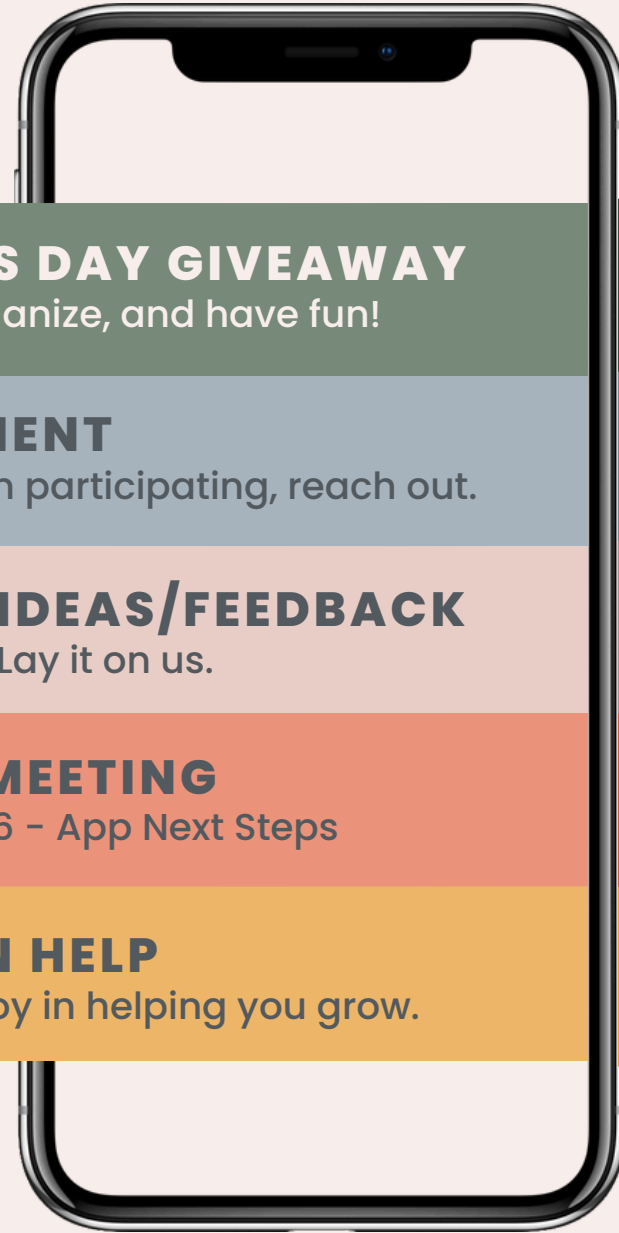 S DAY GIVEAWAY
anize, and have fun!
participating, reach out.
IDEAS/FEEDBACK
Lay it on us.
MEETING
6 - App Next Steps
HELP
in helping you grow.